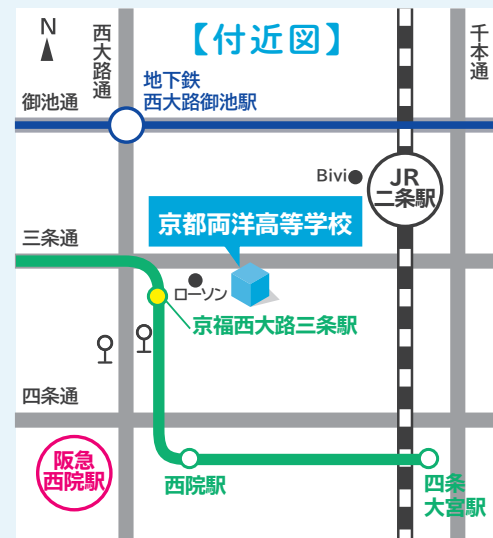 【付近図】
N
西大路通
千本通
地下鉄
西大路御池駅
御池通
Bivi
JR
二条駅
京都両洋高等学校
三条通
ローソン
京福西大路三条駅
四条通
阪急
西院駅
西院駅
四条
大宮駅